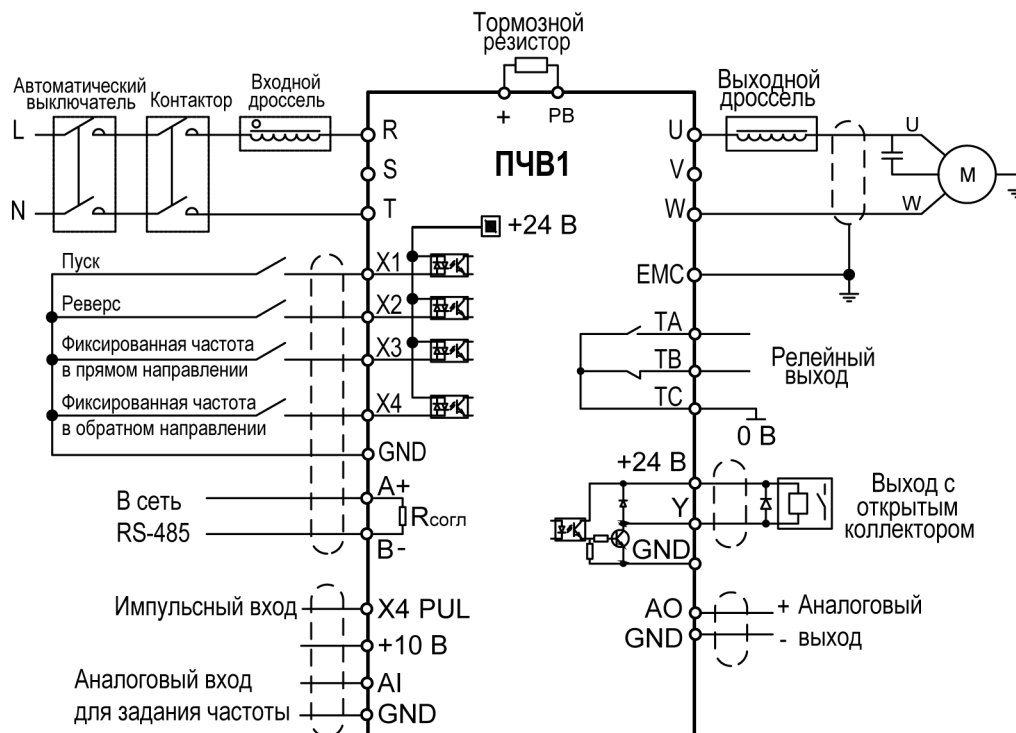 Тормозной
резистор
+
PB
Автоматический
выключатель
Контактор
Входной
дроссель
Выходной
дроссель
L
N
R
S
T
ПЧВ1
U
V
W
U
W
М
+24 В
EMC
Пуск
X1
Реверс
X2
Фиксированная частота
в прямом направлении
X3
Фиксированная частота
в обратном направлении
X4
GND
В сеть
RS-485
A+
Rсогл
B-
TA
TB
TC
Релейный
выход
0 В
+24 В
Y
GND
Выход с
открытым
коллектором
Импульсный вход
X4 PUL
+10 В
Аналоговый вход
для задания частоты
AI
GND
AO
GND
+ Аналоговый
- выход